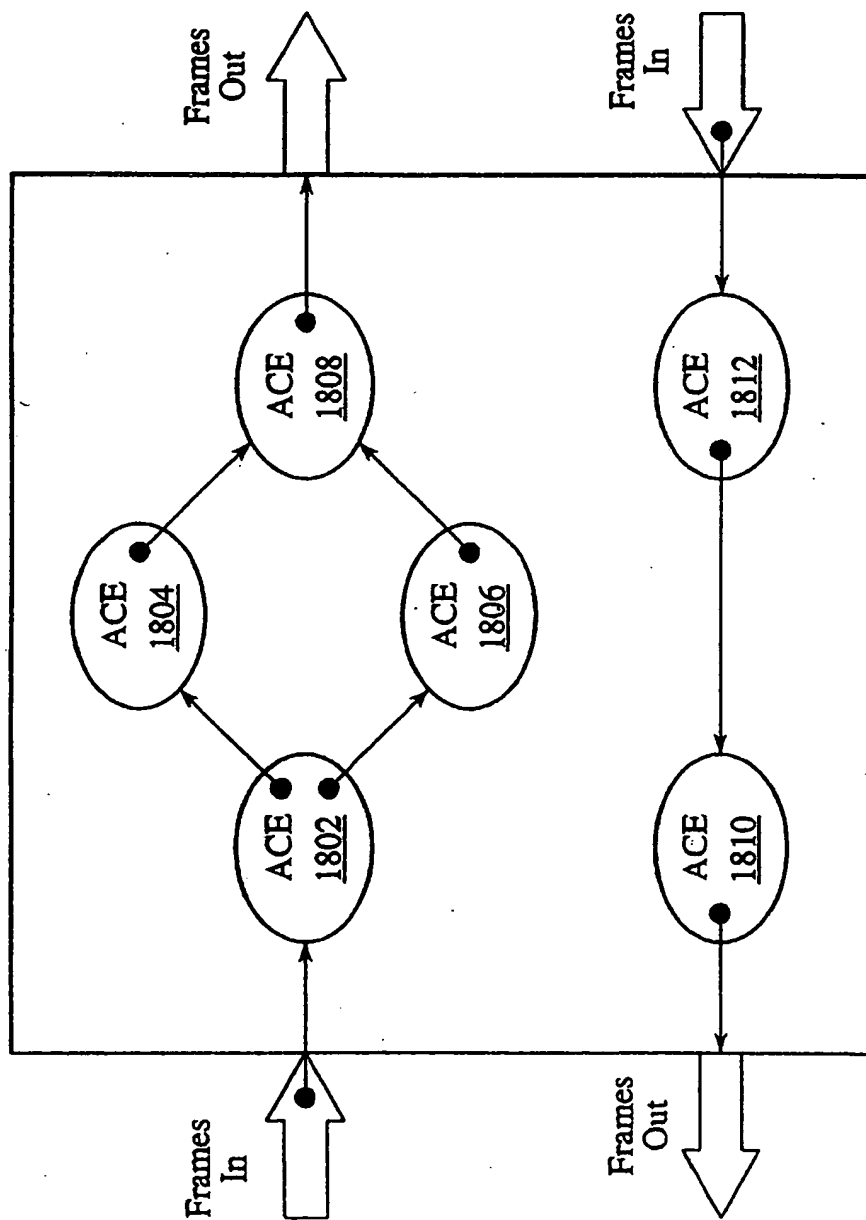 Frames
Out
Frames
In
ACE
1808
ACE
1812
ACE
1804
ACE
1806
ACE
1802
ACE
1810
Frames
In
Frames
Out